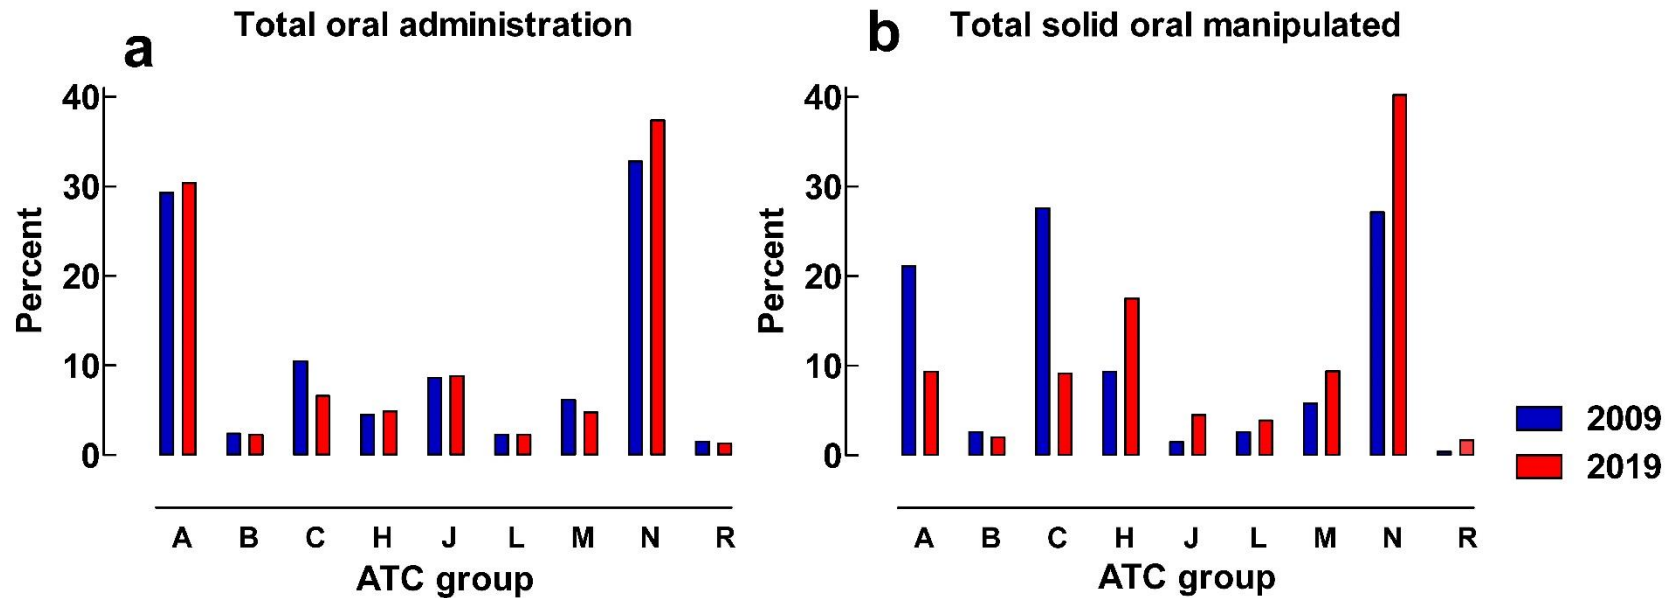 a
Total oral administration
Percent
40
30
20
10
0
A B C H J L M N R
ATC group
b
Total solid oral manipulated
Percent
40
30
20
10
0
A B C H J L M N R
ATC group
2009
2019